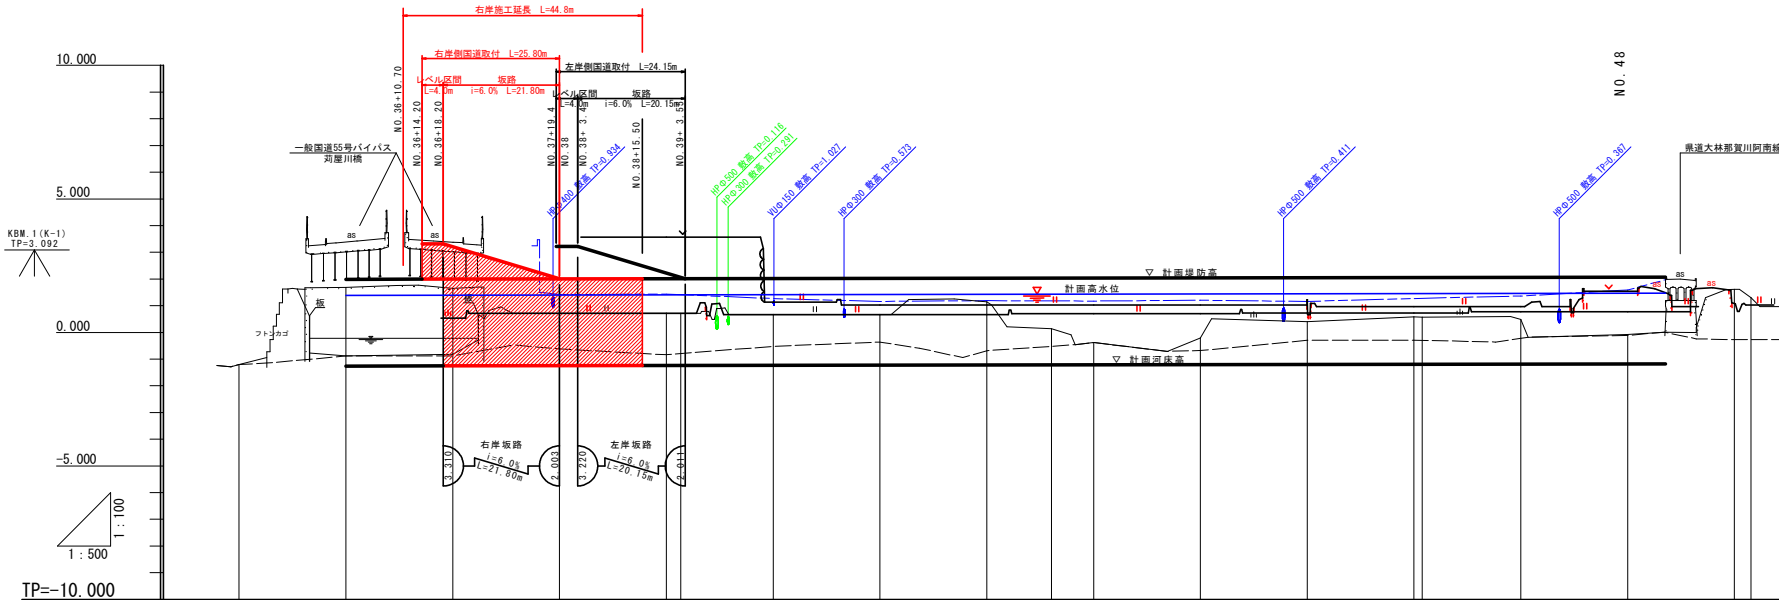 右岸施工延長 L=44.8m
右岸側国道取付 L=25.80m
左岸側国道取付 L=24.15m
レベル区間 坂路
L=4.0m i=6.0% L=21.80m
レベル区間 坂路
L=4.0m i=6.0% L=20.15m
10.000
5.000
0.000
-5.000
TP=-10.000
KBM.1(K-1)
TP=3.092
1:100
1:500
NO.36+10.70
NO.36+14.20
NO.36+18.20
NO.37+19.4
NO.38
NO.38+ 3.4
NO.38+15.50
NO.39+ 3.55
NO.48
一般国道55号バイパス
苅屋川橋
県道大林那賀川阿南線
HPΦ400 敷高 TP=0.934
HPΦ500 敷高 TP=0.116
HPΦ300 敷高 TP=0.291
VUΦ150 敷高 TP=1.027
HPΦ300 敷高 TP=0.573
HPΦ500 敷高 TP=0.411
HPΦ500 敷高 TP=0.367
as
as
as
as
as
板
板
フトンカゴ
計画堤防高
計画高水位
計画河床高
右岸坂路
i=6.0%
L=21.80m
左岸坂路
i=6.0%
L=20.15m
3.310
2.003
3.220
2.011